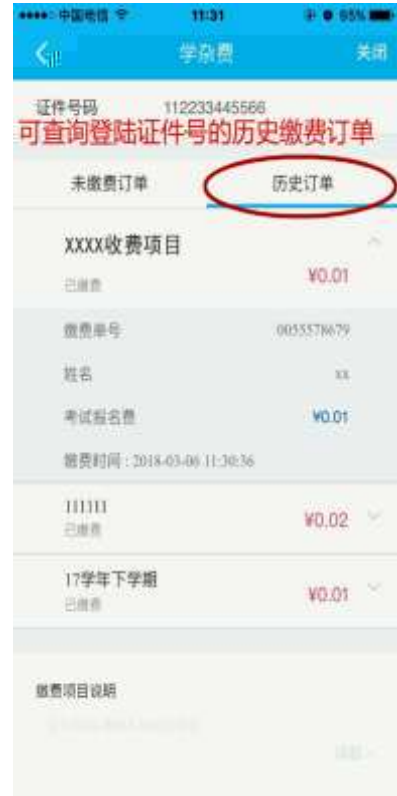 中国电信 11:31 95%
学杂费 关闭
证件号码 112233445566
可查询登陆证件号的历史缴费订单
未缴费订单 历史订单
XXXX收费项目
已缴费 ¥0.01
缴费单号 0055578679
姓名 xx
考试报名费 ¥0.01
缴费时间：2018-03-06 11:30:36
111111
已缴费 ¥0.02
17学年下学期
已缴费 ¥0.01
缴费项目说明